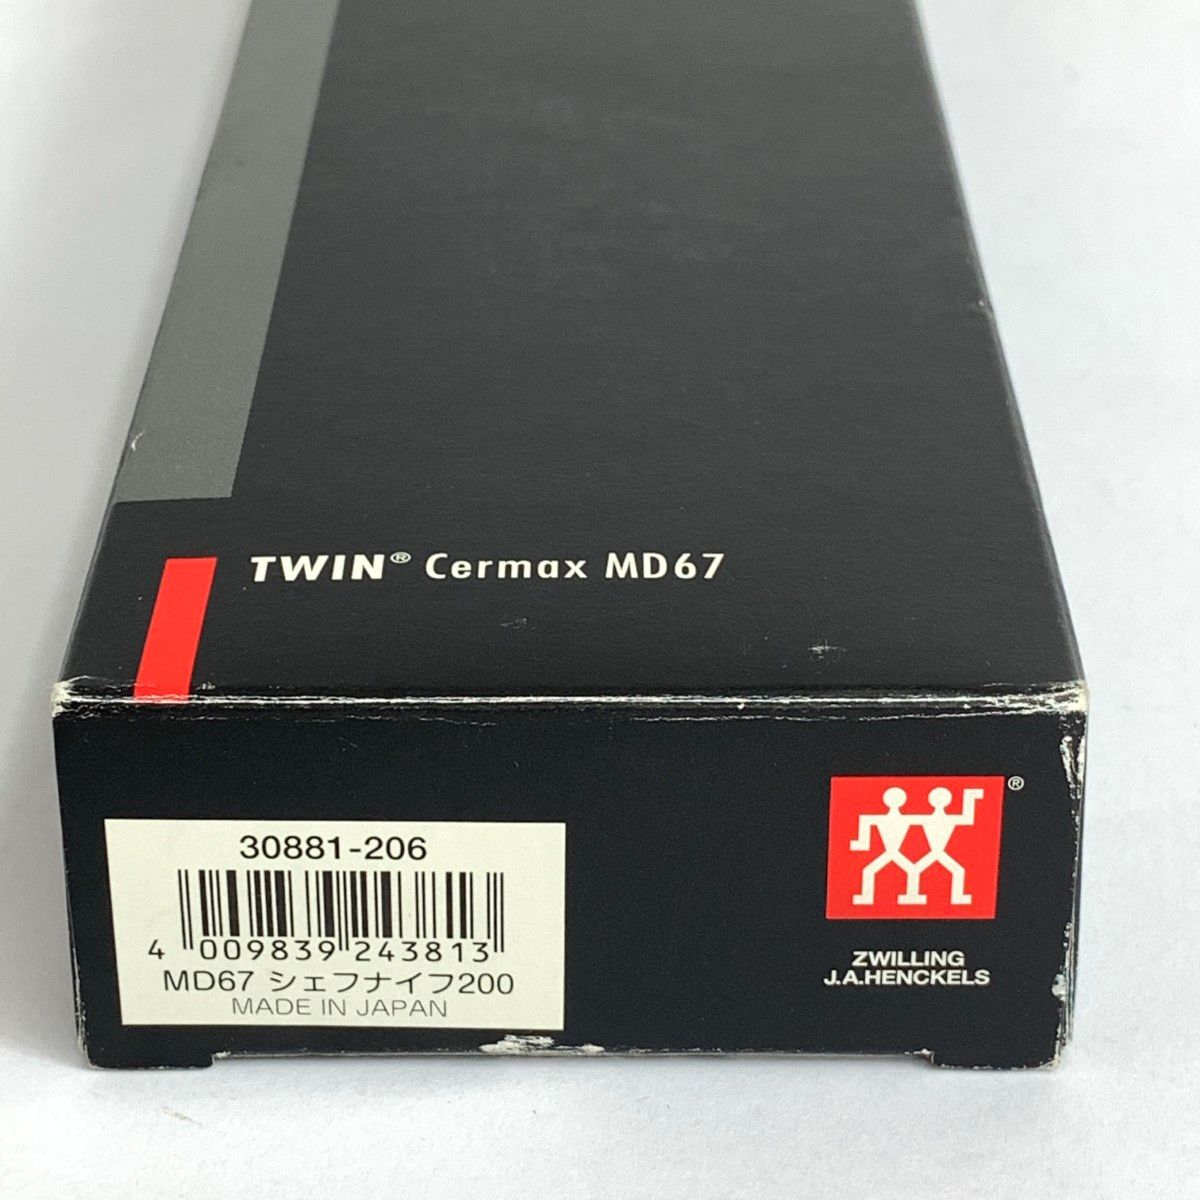 TWIN® Cermax MD67
30881-206
4 009839 243813
MD67 シェフナイフ200
MADE IN JAPAN
®
ZWILLING
J.A.HENCKELS